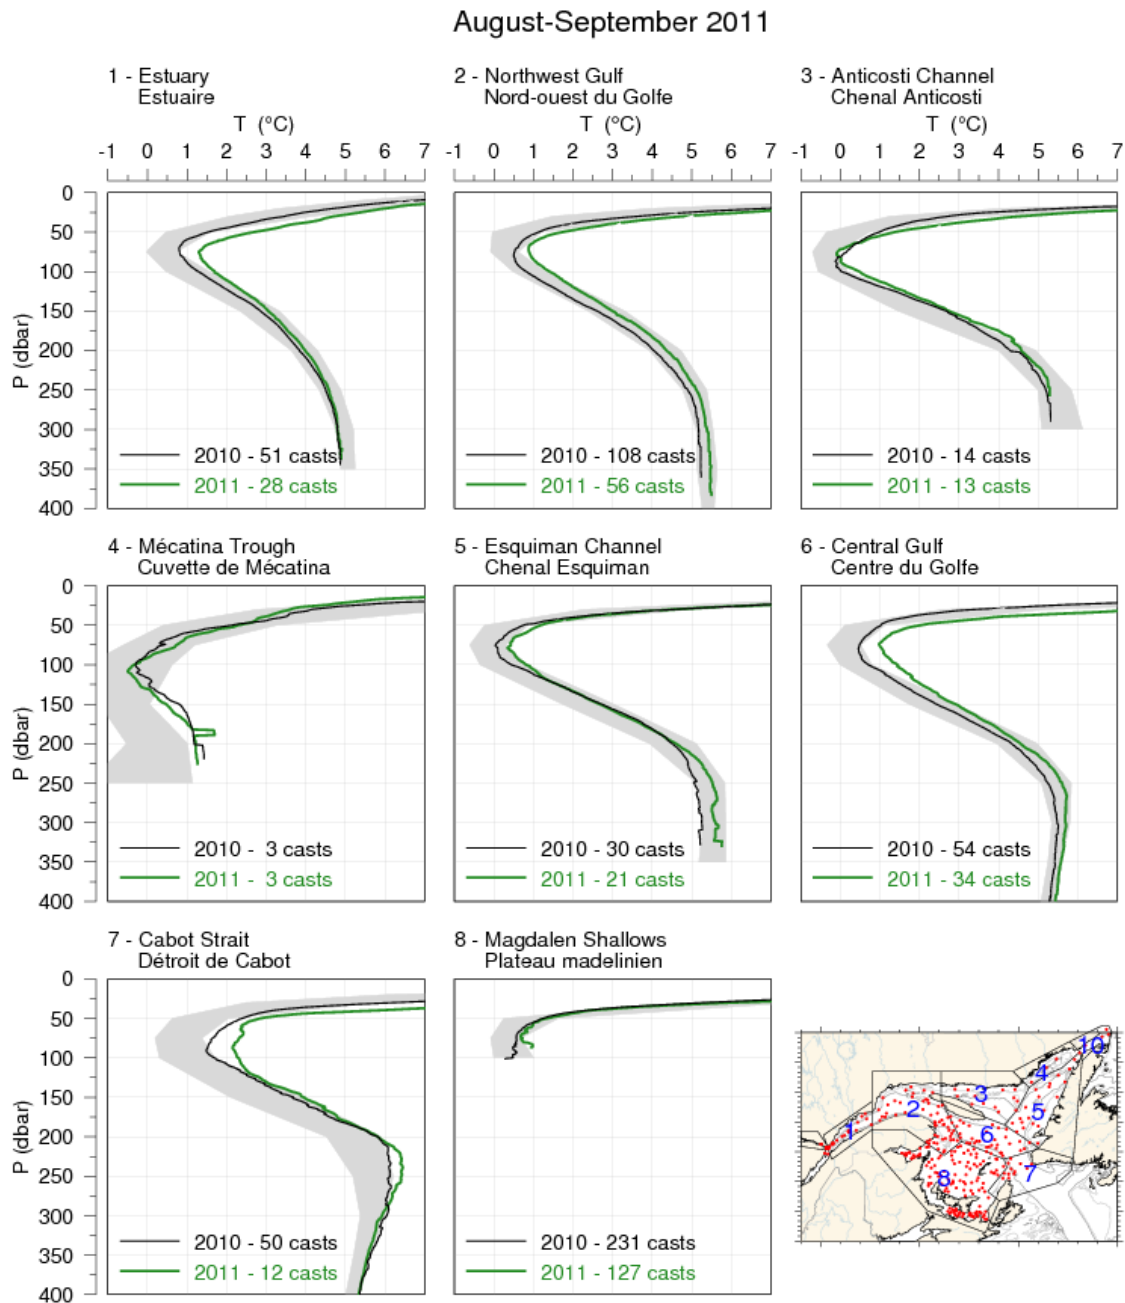 August-September 2011
1 - Estuary
Estuaire
2 - Northwest Gulf
Nord-ouest du Golfe
3 - Anticosti Channel
Chenal Anticosti
T (°C)
T (°C)
T (°C)
-1 0 1 2 3 4 5 6 7
-1 0 1 2 3 4 5 6 7
-1 0 1 2 3 4 5 6 7
0
50
100
150
200
250
300
350
400
P (dbar)
2010 - 51 casts
2011 - 28 casts
2010 - 108 casts
2011 - 56 casts
2010 - 14 casts
2011 - 13 casts
4 - Mécatina Trough
Cuvette de Mécatina
5 - Esquiman Channel
Chenal Esquiman
6 - Central Gulf
Centre du Golfe
0
50
100
150
200
250
300
350
400
P (dbar)
2010 - 3 casts
2011 - 3 casts
2010 - 30 casts
2011 - 21 casts
2010 - 54 casts
2011 - 34 casts
7 - Cabot Strait
Détroit de Cabot
8 - Magdalen Shallows
Plateau madelinien
0
50
100
150
200
250
300
350
400
P (dbar)
2010 - 50 casts
2011 - 12 casts
2010 - 231 casts
2011 - 127 casts
10
4
3
5
2
1
6
7
8